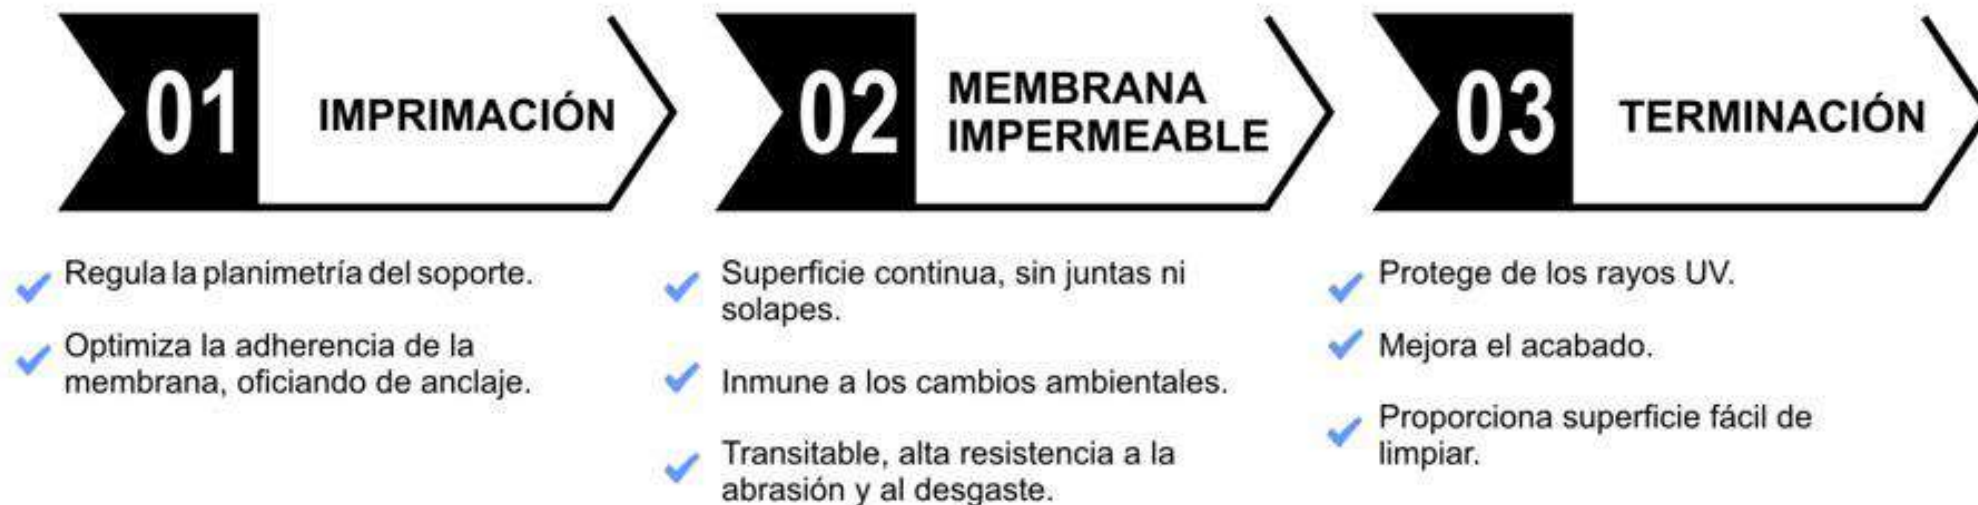 01
IMPRIMACIÓN
Regula la planimetría del soporte.
Optimiza la adherencia de la
membrana, oficiando de anclaje.
02
MEMBRANA
IMPERMEABLE
Superficie continua, sin juntas ni
solapes.
Inmune a los cambios ambientales.
Transitable, alta resistencia a la
abrasión y al desgaste.
03
TERMINACIÓN
Protege de los rayos UV.
Mejora el acabado.
Proporciona superficie fácil de
limpiar.